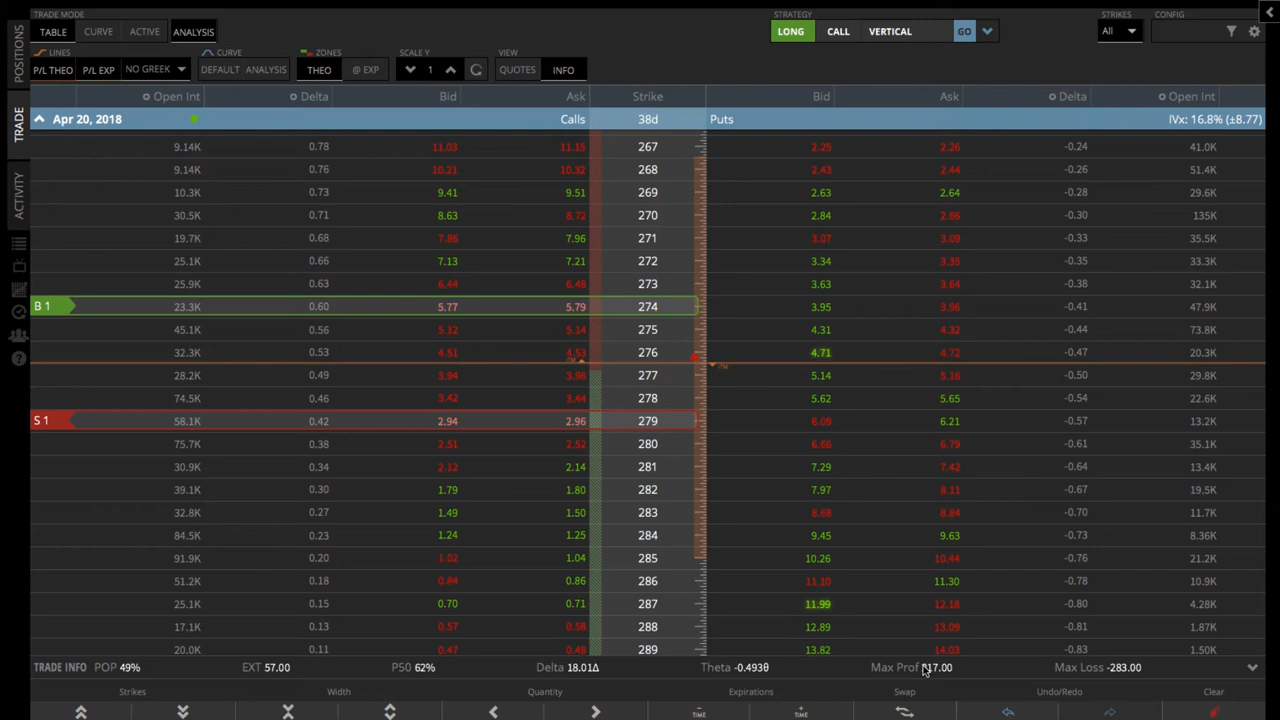 TRADE MODE STRATEGY STRIKES CONFIG
TABLE CURVE ACTIVE ANALYSIS LONG CALL VERTICAL GO All
LINES CURVE ZONES SCALE Y VIEW
P/L THEO P/L EXP NO GREEK DEFAULT ANALYSIS THEO @ EXP 1 QUOTES INFO
POSITIONS
TRADE
ACTIVITY
Open Int Delta Bid Ask Strike Bid Ask Delta Open Int
Apr 20, 2018 Calls 38d Puts IVx: 16.8% (±8.77)
9.14K 0.78 11.03 11.15 267 2.25 2.26 -0.24 41.0K
9.14K 0.76 10.21 10.32 268 2.43 2.44 -0.26 51.4K
10.3K 0.73 9.41 9.51 269 2.63 2.64 -0.28 29.6K
30.5K 0.71 8.63 8.72 270 2.84 2.86 -0.30 135K
19.7K 0.68 7.86 7.96 271 3.07 3.09 -0.33 35.5K
25.1K 0.66 7.13 7.21 272 3.34 3.35 -0.35 33.3K
25.9K 0.63 6.44 6.48 273 3.63 3.64 -0.38 32.1K
B 1 23.3K 0.60 5.77 5.79 274 3.95 3.96 -0.41 47.9K
45.1K 0.56 5.12 5.14 275 4.31 4.32 -0.44 73.8K
32.3K 0.53 4.51 4.53 276 4.71 4.72 -0.47 20.3K
ITM ITM
28.2K 0.49 3.94 3.96 277 5.14 5.16 -0.50 29.8K
74.5K 0.46 3.42 3.44 278 5.62 5.65 -0.54 22.6K
S 1 58.1K 0.42 2.94 2.96 279 6.09 6.21 -0.57 13.2K
75.7K 0.38 2.51 2.52 280 6.66 6.79 -0.61 35.1K
30.9K 0.34 2.12 2.14 281 7.29 7.42 -0.64 13.4K
39.1K 0.30 1.79 1.80 282 7.97 8.11 -0.67 19.5K
32.8K 0.27 1.49 1.50 283 8.68 8.84 -0.70 11.7K
84.5K 0.23 1.24 1.25 284 9.45 9.63 -0.73 8.36K
91.9K 0.20 1.02 1.04 285 10.26 10.44 -0.76 21.2K
51.2K 0.18 0.84 0.86 286 11.10 11.30 -0.78 10.9K
25.1K 0.15 0.70 0.71 287 11.99 12.18 -0.80 4.28K
17.1K 0.13 0.57 0.58 288 12.89 13.09 -0.81 1.87K
20.0K 0.11 0.47 0.48 289 13.82 14.03 -0.83 1.50K
TRADE INFO POP 49% EXT 57.00 P50 62% Delta 18.01Δ Theta -0.493θ Max Prof 17.00 Max Loss -283.00
Strikes Width Quantity Expirations Swap Undo/Redo Clear
TIME TIME